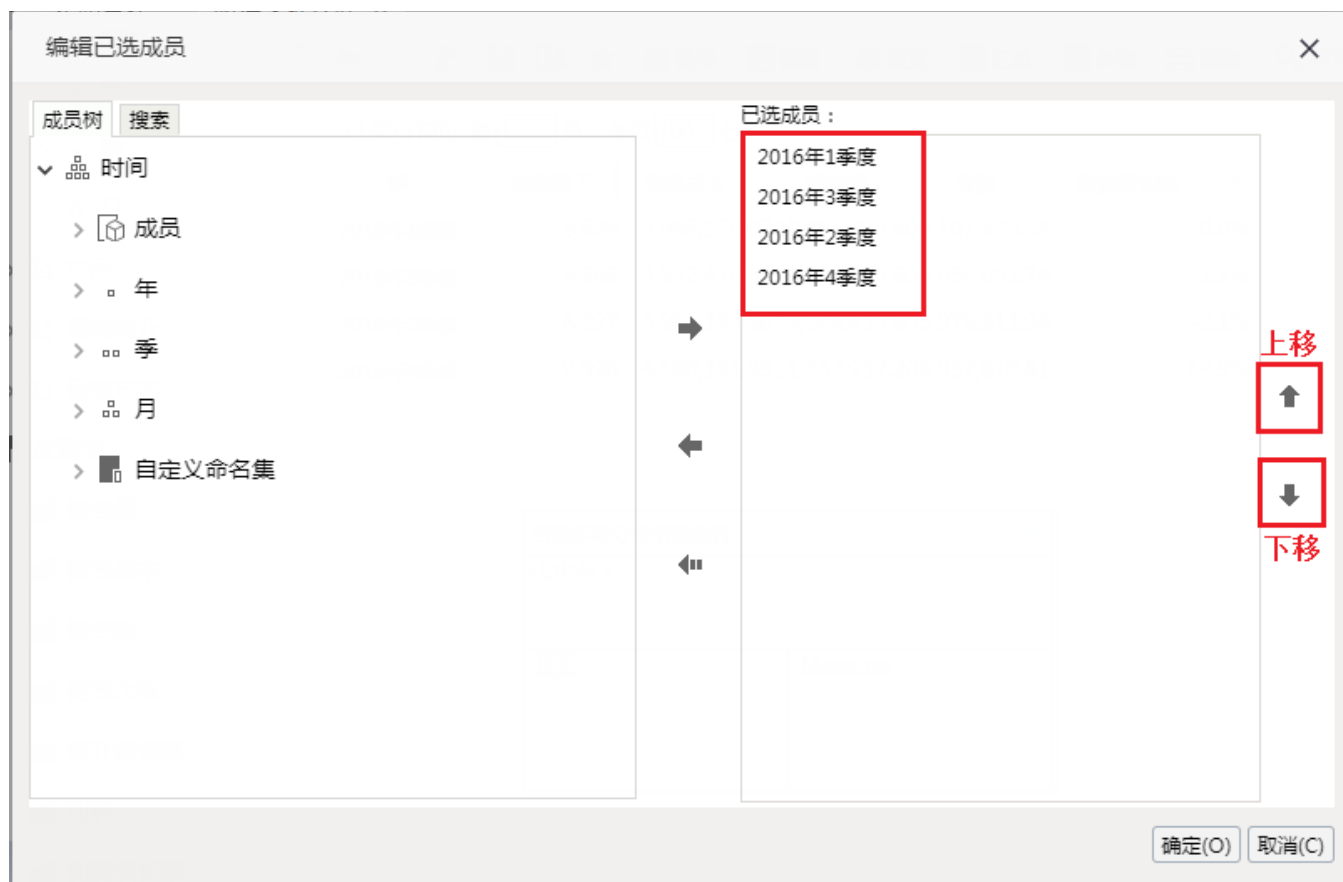 编辑已选成员
成员树 搜索
时间
成员
年
季
月
自定义命名集
已选成员：
2016年1季度
2016年3季度
2016年2季度
2016年4季度
上移
下移
确定(O) 取消(C)